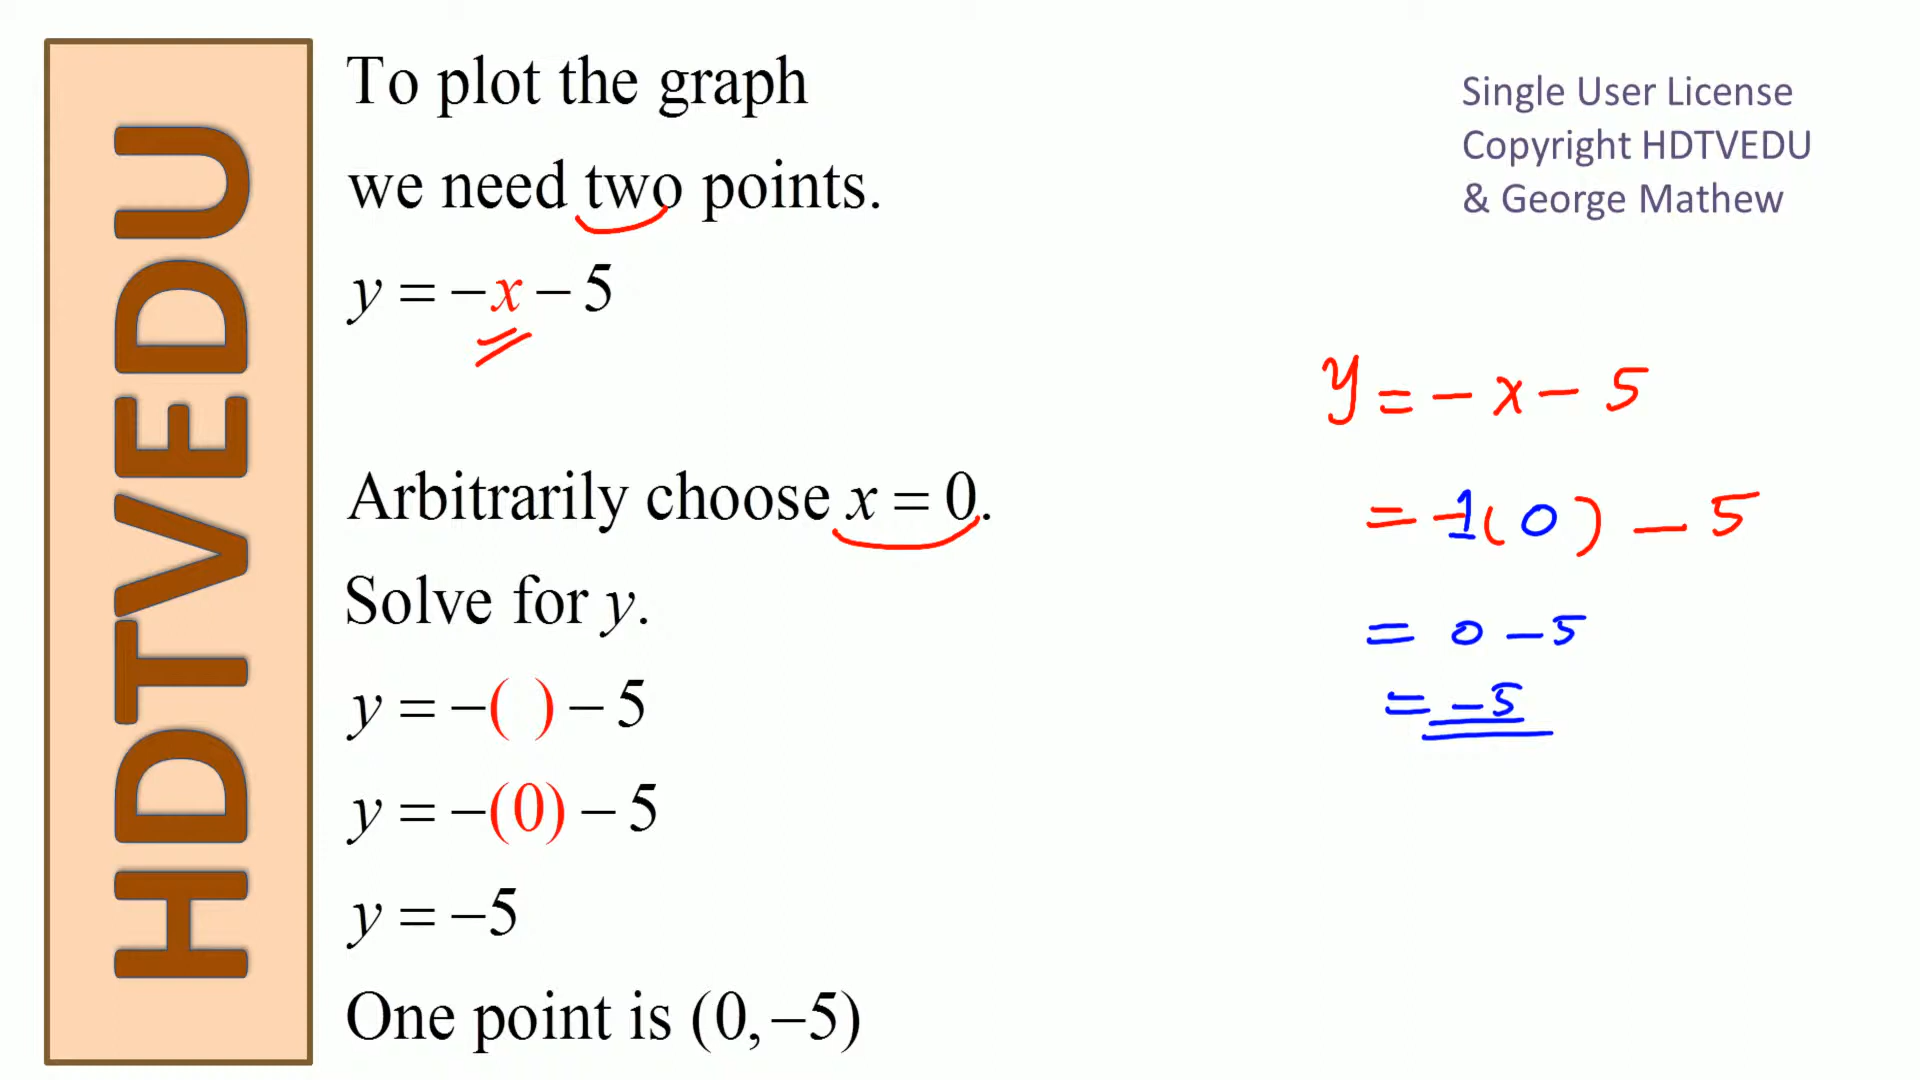 HDTVEDU
To plot the graph
we need two points.
y = −x − 5
Arbitrarily choose x = 0.
Solve for y.
y = −( ) − 5
y = −(0) − 5
y = −5
One point is (0, −5)
Single User License
Copyright HDTVEDU
& George Mathew
y = − x − 5
= −1(0) − 5
= 0 − 5
= −5